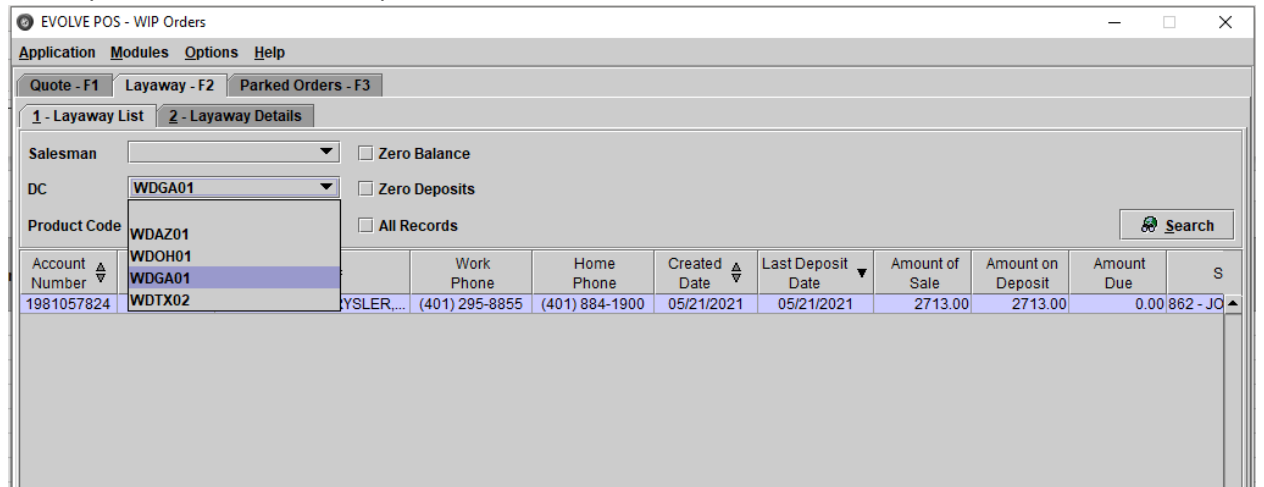 EVOLVE POS - WIP Orders
Application Modules Options Help
Quote - F1 Layaway - F2 Parked Orders - F3
1 - Layaway List 2 - Layaway Details
Salesman Zero Balance
DC WDGA01 Zero Deposits
Product Code All Records Search
WDAZ01
WDOH01
WDGA01
WDTX02
Account Number Work Phone Home Phone Created Date Last Deposit Date Amount of Sale Amount on Deposit Amount Due S
1981057824 RYSLER,... (401) 295-8855 (401) 884-1900 05/21/2021 05/21/2021 2713.00 2713.00 0.00 862 - JO